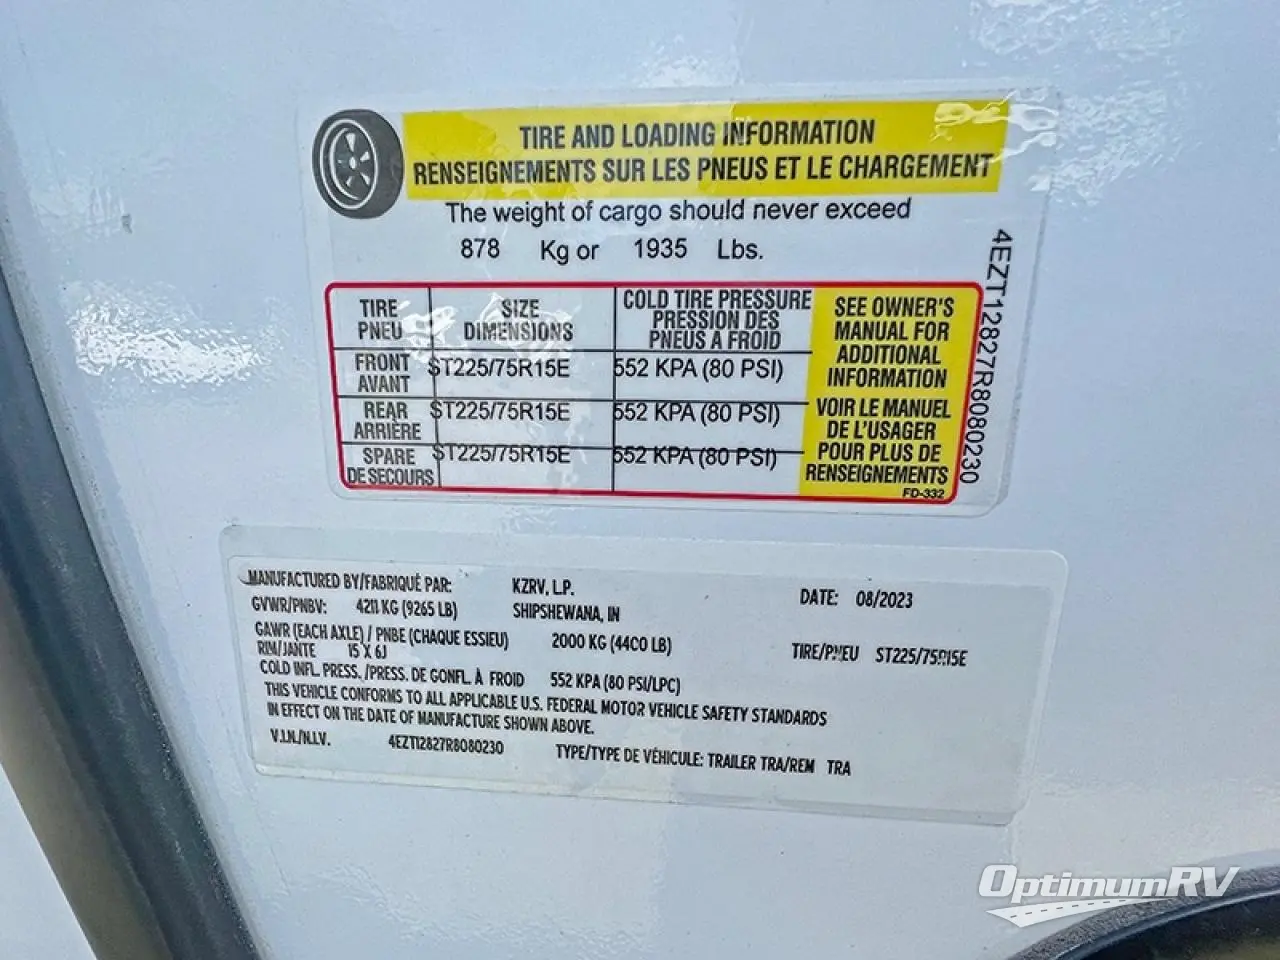 TIRE AND LOADING INFORMATION
RENSEIGNEMENTS SUR LES PNEUS ET LE CHARGEMENT
The weight of cargo should never exceed
878 Kg or 1935 Lbs.
TIRE PNEU
SIZE DIMENSIONS
COLD TIRE PRESSURE
PRESSION DES
PNEUS A FROID
FRONT AVANT
ST225/75R15E
552 KPA (80 PSI)
REAR ARRIÈRE
ST225/75R15E
552 KPA (80 PSI)
SPARE DE SECOURS
ST225/75R15E
552 KPA (80 PSI)
SEE OWNER'S
MANUAL FOR
ADDITIONAL
INFORMATION
VOIR LE MANUEL
DE L'USAGER
POUR PLUS DE
RENSEIGNEMENTS
FD-332
4EZT12827R8080230
MANUFACTURED BY/FABRIQUÉ PAR: KZRV, L.P. DATE: 08/2023
GVWR/PNBV: 4211 KG (9265 LB) SHIPSHEWANA, IN
GAWR (EACH AXLE) / PNBE (CHAQUE ESSIEU) 2000 KG (4400 LB) TIRE/PNEU ST225/75R15E
RIM/JANTE 15 X 6J
COLD INFL. PRESS. /PRESS. DE GONFL. À FROID 552 KPA (80 PSI/LPC)
THIS VEHICLE CONFORMS TO ALL APPLICABLE U.S. FEDERAL MOTOR VEHICLE SAFETY STANDARDS
IN EFFECT ON THE DATE OF MANUFACTURE SHOWN ABOVE.
V.I.N./N.I.V. 4EZT12827R8080230 TYPE/TYPE DE VÉHICULE: TRAILER TRA/REM TRA
OptimumRV